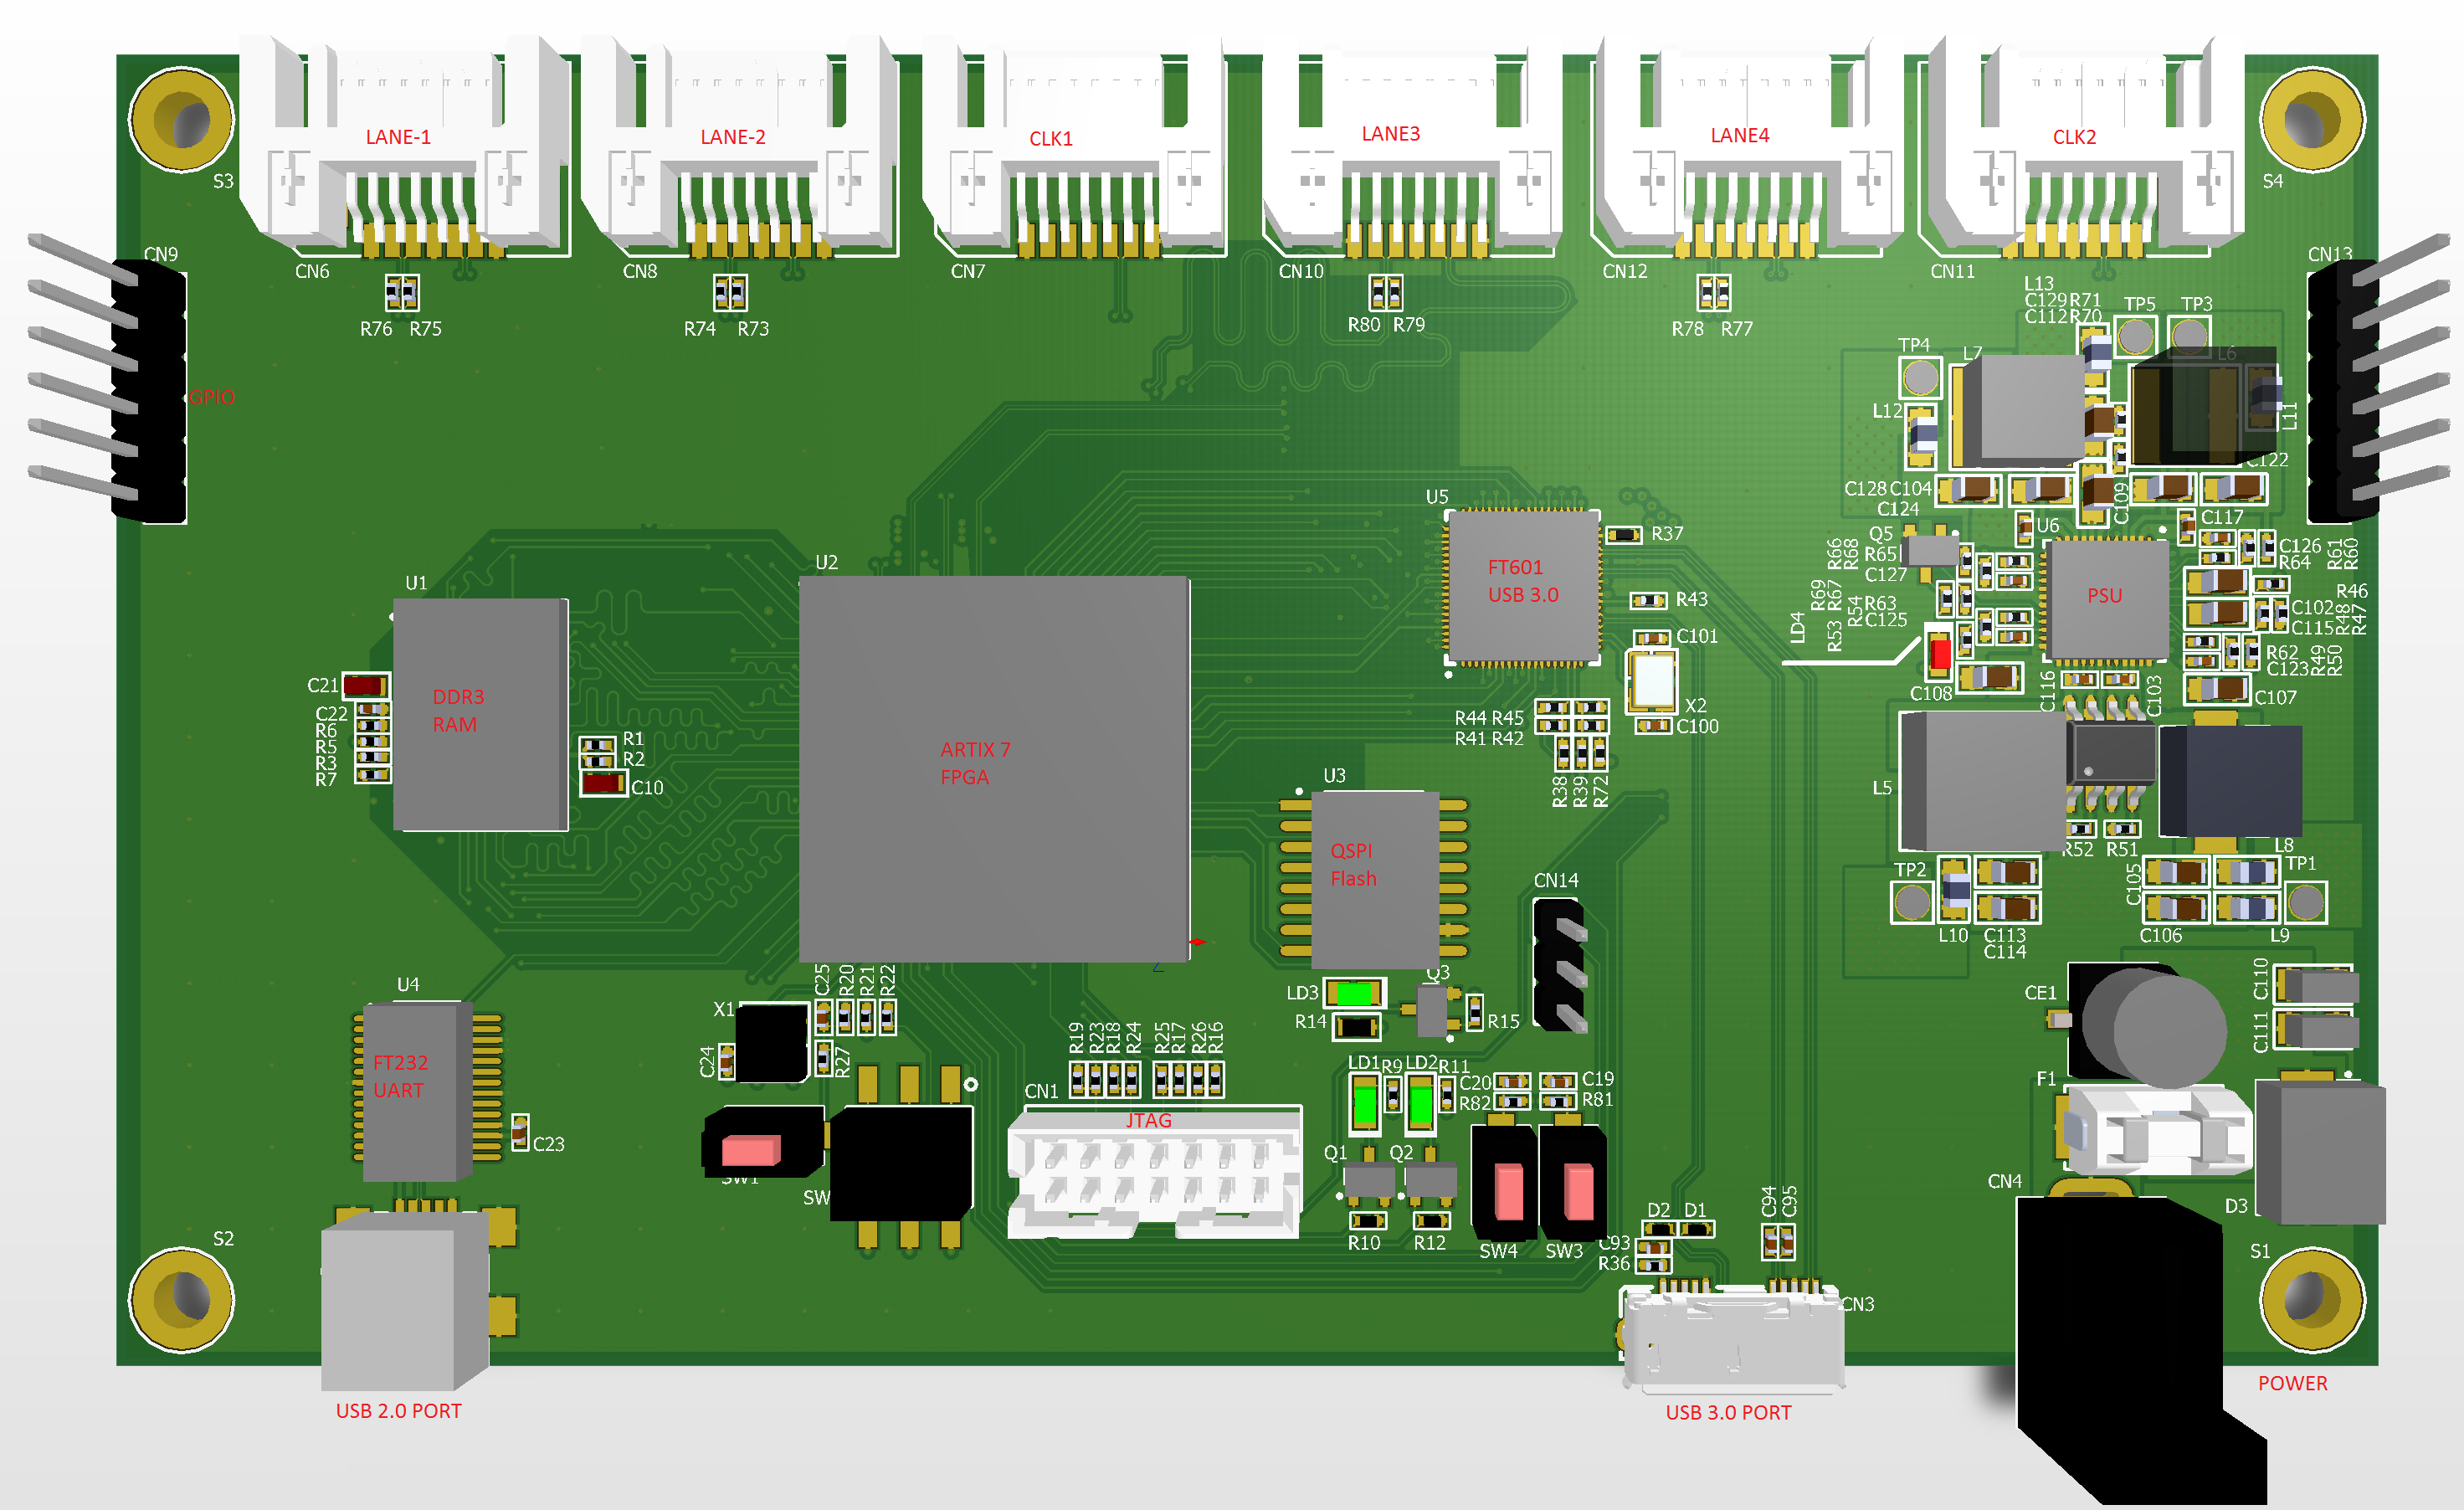 LANE-1
LANE-2
CLK1
LANE3
LANE4
CLK2
S3
S4
CN9
CN6
CN8
CN7
CN10
CN12
CN11
CN13
R76 R75
R74 R73
R80 R79
R78 R77
L13
C129 R71
C112 R70
TP5
TP3
TP4
L7
L6
GPIO
L12
L11
C122
C128 C104
C124
C109
C117
U5
R37
Q5
U6
R66
R68
R65
C127
C126
R64
R61
R60
FT601
USB 3.0
PSU
U2
U1
R43
R69
R67
R54
R63
C125
LD4
R53
R46
C102
C115
R48
R47
C101
R62
C123
R49
R50
C21
C22
R6
R5
R3
R7
DDR3
RAM
R1
R2
C10
ARTIX 7
FPGA
X2
C100
R44 R45
R41 R42
R38
R39
R72
C108
C116
C103
C107
U3
L5
R52
R51
L8
QSPI
Flash
CN14
TP2
TP1
C105
L10
C113
C114
C106
L9
U4
C25
R20
R21
R22
X1
C24
R27
LD3
R14
Q3
R15
CE1
C110
C111
FT232
UART
C23
R19
R23
R18
R24
R25
R17
R26
R16
CN1
JTAG
LD1
R9
LD2
R11
C20
R82
C19
R81
F1
SW1
SW
Q1
Q2
R10
R12
SW4
SW3
D2
D1
C94
C95
C93
R36
CN4
D3
S2
S1
CN3
USB 2.0 PORT
USB 3.0 PORT
POWER